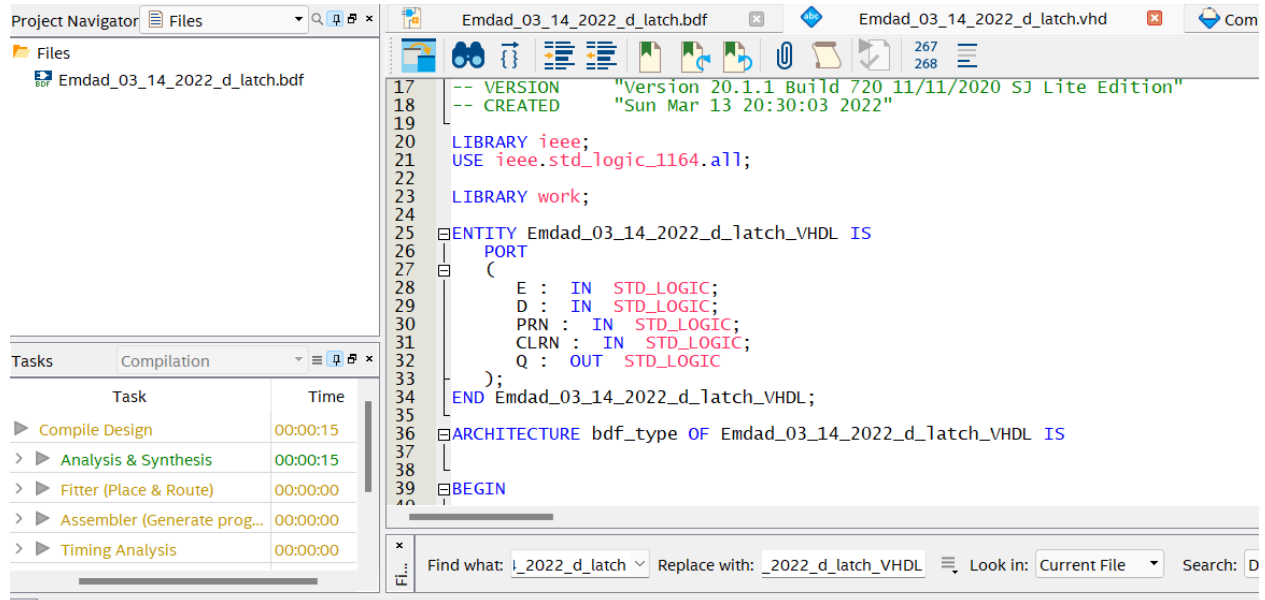 Project Navigator Files
Files
Emdad_03_14_2022_d_latch.bdf
Tasks Compilation
Task Time
Compile Design 00:00:15
Analysis & Synthesis 00:00:15
Fitter (Place & Route) 00:00:00
Assembler (Generate prog... 00:00:00
Timing Analysis 00:00:00
Emdad_03_14_2022_d_latch.bdf Emdad_03_14_2022_d_latch.vhd Com
267
268
17 -- VERSION "Version 20.1.1 Build 720 11/11/2020 SJ Lite Edition"
18 -- CREATED "Sun Mar 13 20:30:03 2022"
19
20 LIBRARY ieee;
21 USE ieee.std_logic_1164.all;
22
23 LIBRARY work;
24
25 ENTITY Emdad_03_14_2022_d_latch_VHDL IS
26 PORT
27 (
28 E : IN STD_LOGIC;
29 D : IN STD_LOGIC;
30 PRN : IN STD_LOGIC;
31 CLRN : IN STD_LOGIC;
32 Q : OUT STD_LOGIC
33 );
34 END Emdad_03_14_2022_d_latch_VHDL;
35
36 ARCHITECTURE bdf_type OF Emdad_03_14_2022_d_latch_VHDL IS
37
38
39 BEGIN
Fi... Find what: _2022_d_latch Replace with: _2022_d_latch_VHDL Look in: Current File Search: D